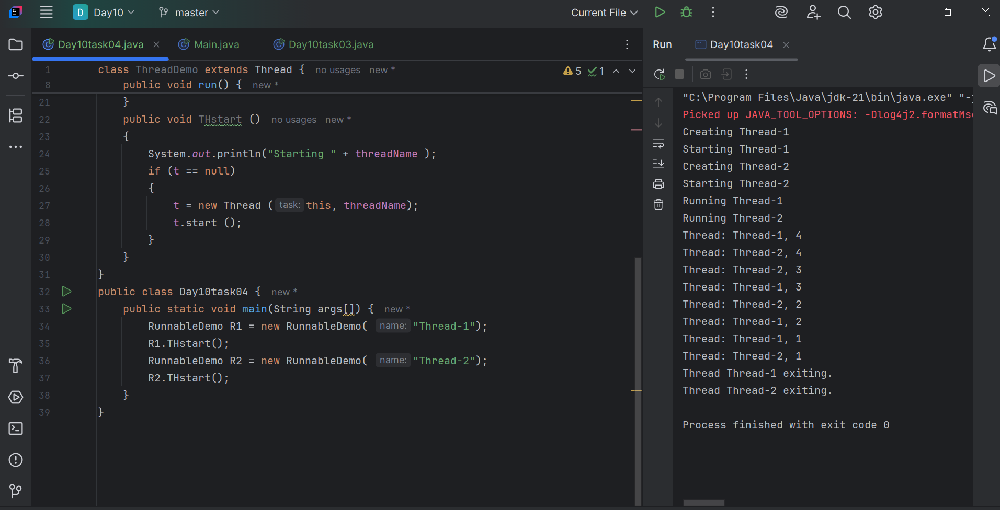 D Day10 master Current File
Day10task04.java Main.java Day10task03.java
1 class ThreadDemo extends Thread { no usages new *
5 1
8 public void run() { new *
21 }
22 public void THstart () no usages new *
23 {
24 System.out.println("Starting " + threadName );
25 if (t == null)
26 {
27 t = new Thread ( task: this, threadName);
28 t.start ();
29 }
30 }
31 }
32 public class Day10task04 { new *
33 public static void main(String args[]) { new *
34 RunnableDemo R1 = new RunnableDemo( name: "Thread-1");
35 R1.THstart();
36 RunnableDemo R2 = new RunnableDemo( name: "Thread-2");
37 R2.THstart();
38 }
39 }
Run Day10task04
"C:\Program Files\Java\jdk-21\bin\java.exe"
Picked up JAVA_TOOL_OPTIONS: -Dlog4j2.formatMs
Creating Thread-1
Starting Thread-1
Creating Thread-2
Starting Thread-2
Running Thread-1
Running Thread-2
Thread: Thread-1, 4
Thread: Thread-2, 4
Thread: Thread-2, 3
Thread: Thread-1, 3
Thread: Thread-2, 2
Thread: Thread-1, 2
Thread: Thread-1, 1
Thread: Thread-2, 1
Thread Thread-1 exiting.
Thread Thread-2 exiting.
Process finished with exit code 0